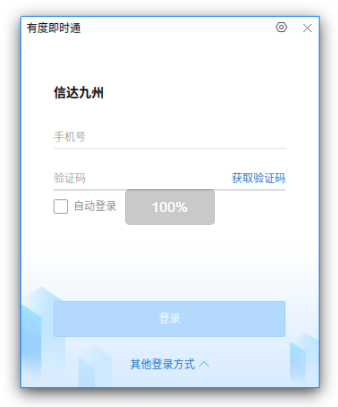 有度即时通
信达九州
手机号
验证码 获取验证码
自动登录 100%
登录
其他登录方式